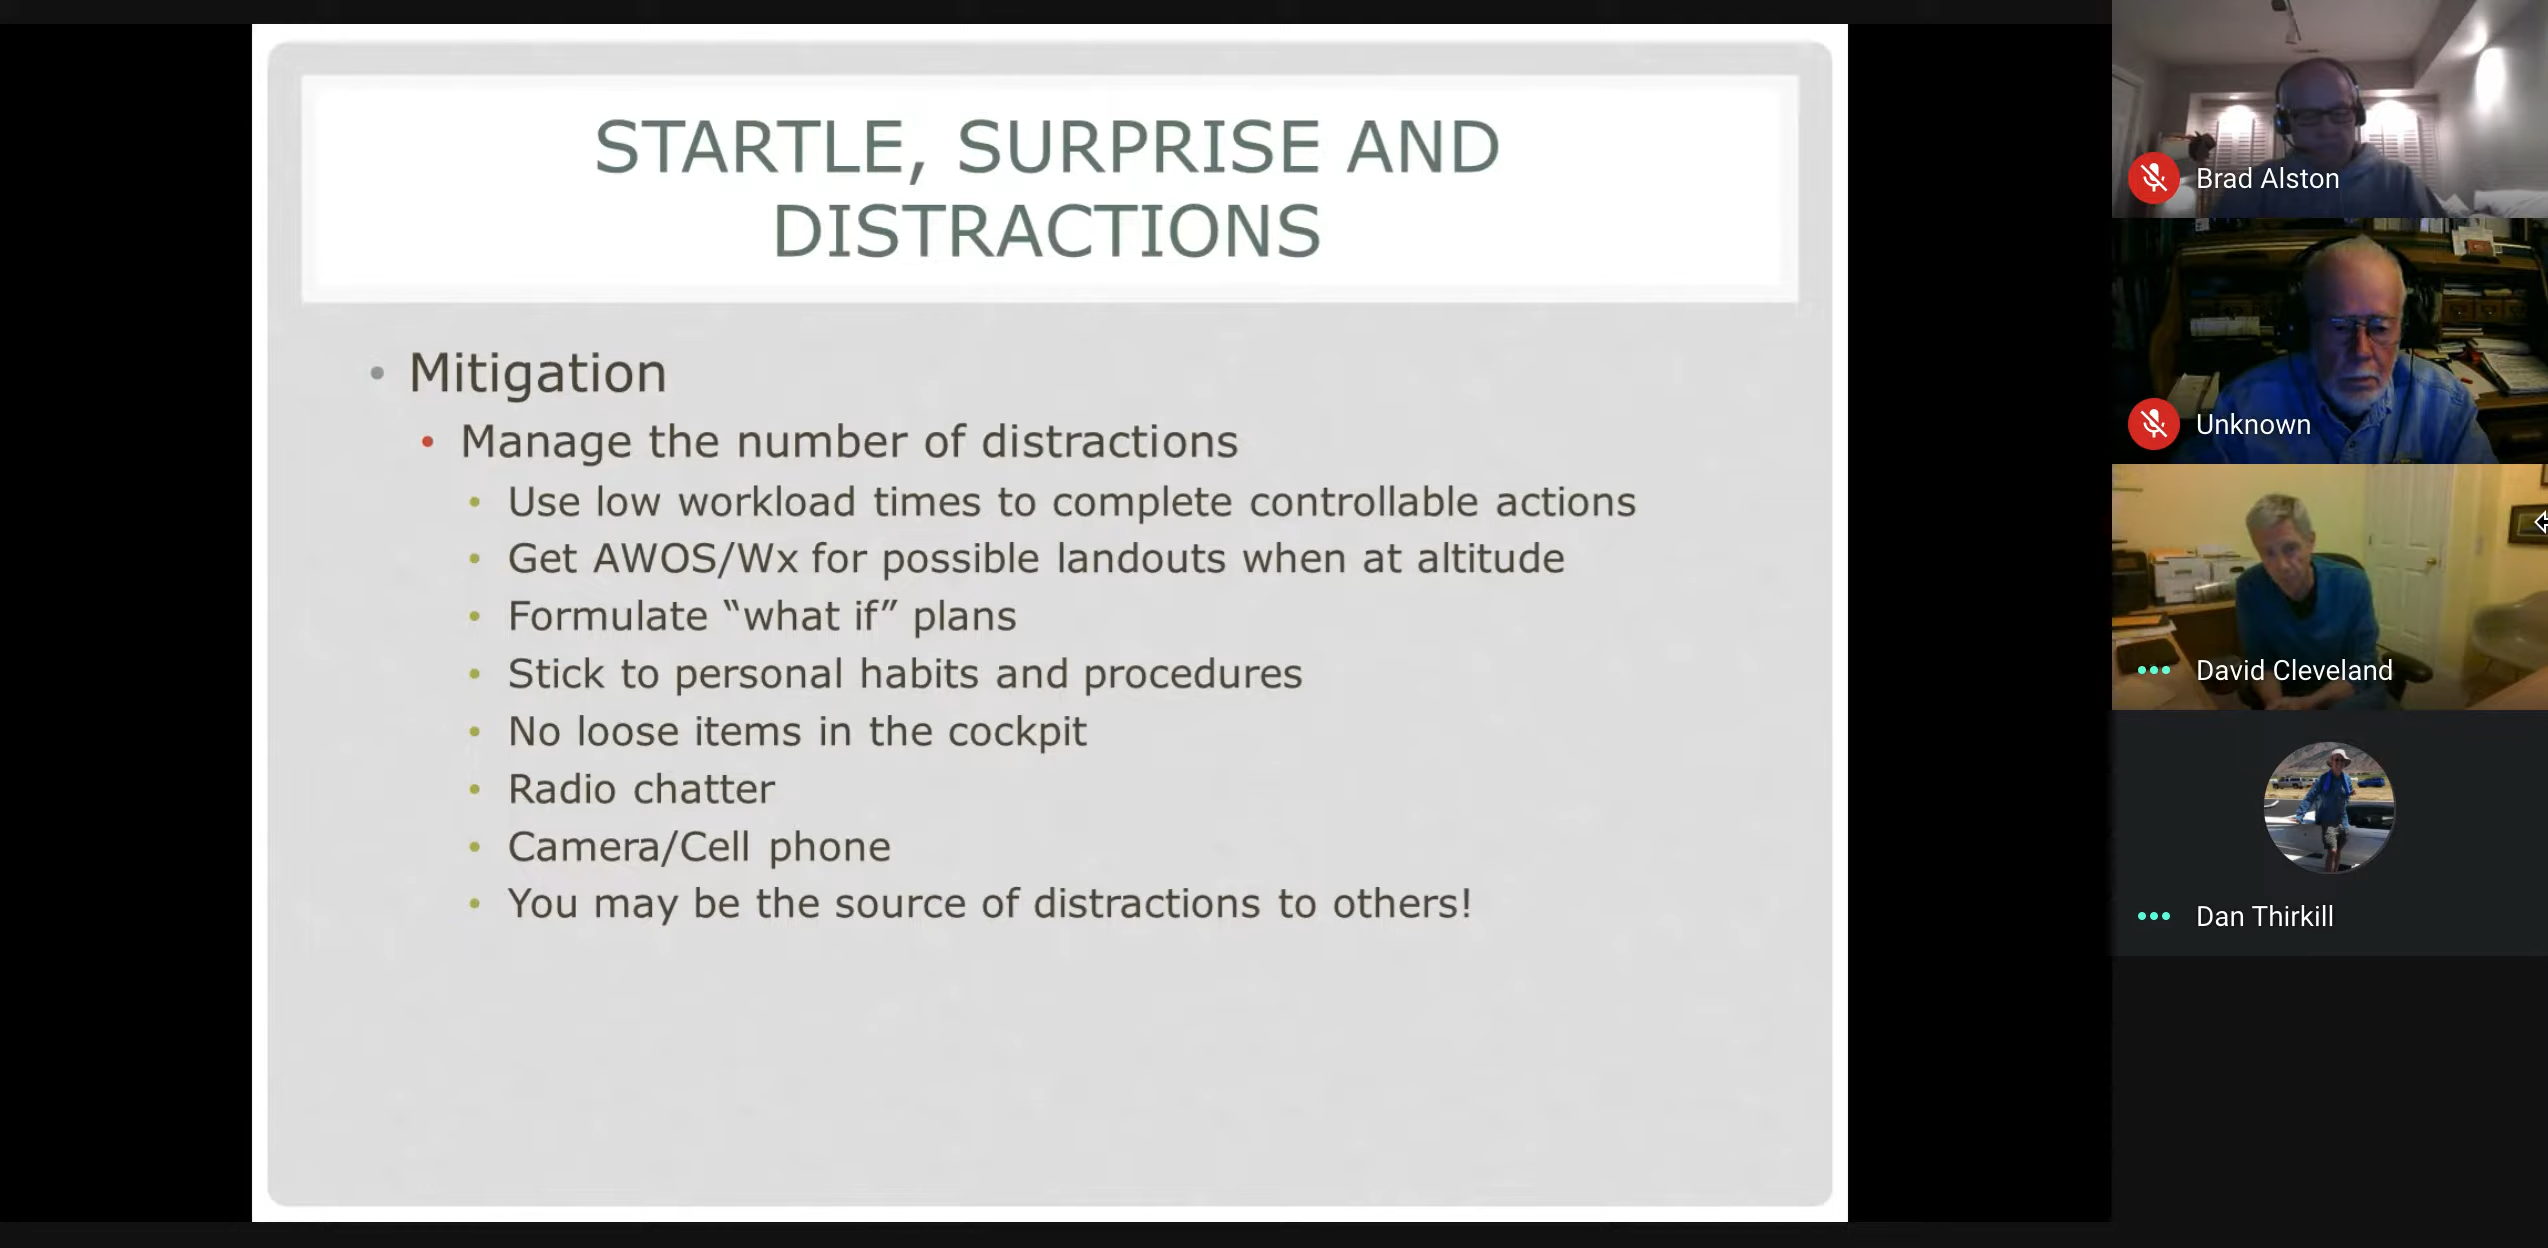 STARTLE, SURPRISE AND
DISTRACTIONS
• Mitigation
• Manage the number of distractions
• Use low workload times to complete controllable actions
• Get AWOS/Wx for possible landouts when at altitude
• Formulate “what if” plans
• Stick to personal habits and procedures
• No loose items in the cockpit
• Radio chatter
• Camera/Cell phone
• You may be the source of distractions to others!
Brad Alston
Unknown
David Cleveland
Dan Thirkill